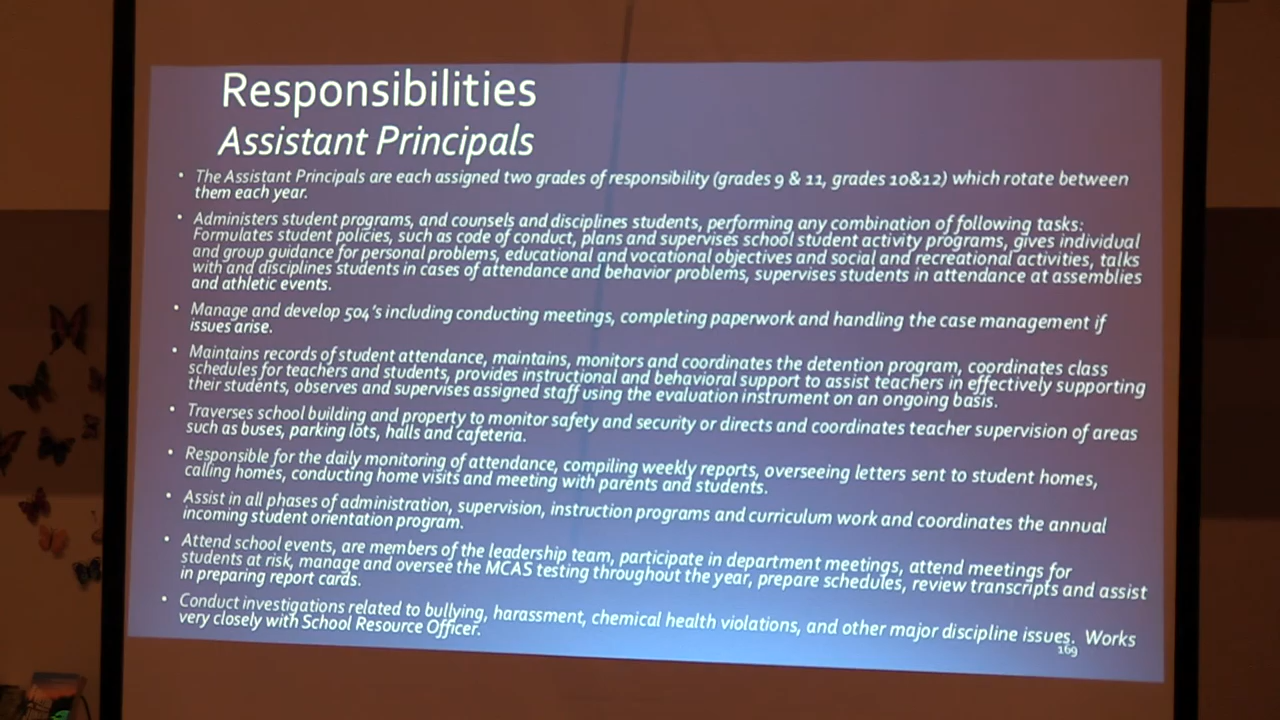 Responsibilities
Assistant Principals
• The Assistant Principals are each assigned two grades of responsibility (grades 9 & 11, grades 10&12) which rotate between
them each year.
• Administers student programs, and counsels and disciplines students, performing any combination of following tasks:
Formulates student policies, such as code of conduct, plans and supervises school student activity programs, gives individual
and group guidance for personal problems, educational and vocational objectives and social and recreational activities, talks
with and disciplines students in cases of attendance and behavior problems, supervises students in attendance at assemblies
and athletic events.
• Manage and develop 504's including conducting meetings, completing paperwork and handling the case management if
issues arise.
• Maintains records of student attendance, maintains, monitors and coordinates the detention program, coordinates class
schedules for teachers and students, provides instructional and behavioral support to assist teachers in effectively supporting
their students, observes and supervises assigned staff using the evaluation instrument on an ongoing basis.
• Traverses school building and property to monitor safety and security or directs and coordinates teacher supervision of areas
such as buses, parking lots, halls and cafeteria.
• Responsible for the daily monitoring of attendance, compiling weekly reports, overseeing letters sent to student homes,
calling homes, conducting home visits and meeting with parents and students.
• Assist in all phases of administration, supervision, instruction programs and curriculum work and coordinates the annual
incoming student orientation program.
• Attend school events, are members of the leadership team, participate in department meetings, attend meetings for
students at risk, manage and oversee the MCAS testing throughout the year, prepare schedules, review transcripts and assist
in preparing report cards.
• Conduct investigations related to bullying, harassment, chemical health violations, and other major discipline issues. Works
very closely with School Resource Officer.
169